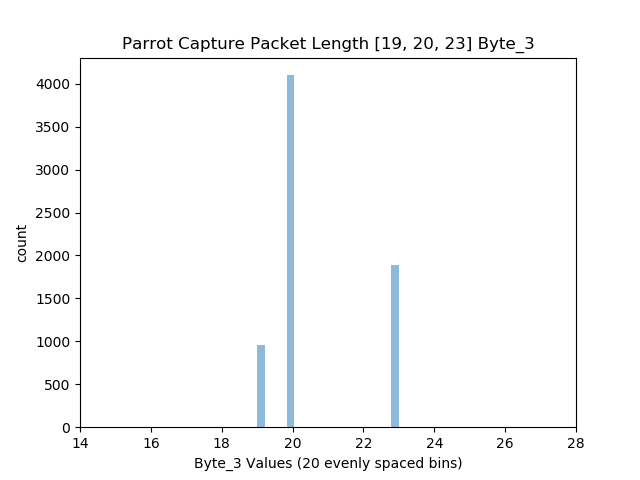 Parrot Capture Packet Length [19, 20, 23] Byte_3
4000
3500
3000
2500
2000
1500
1000
500
0
count
14 16 18 20 22 24 26 28
Byte_3 Values (20 evenly spaced bins)